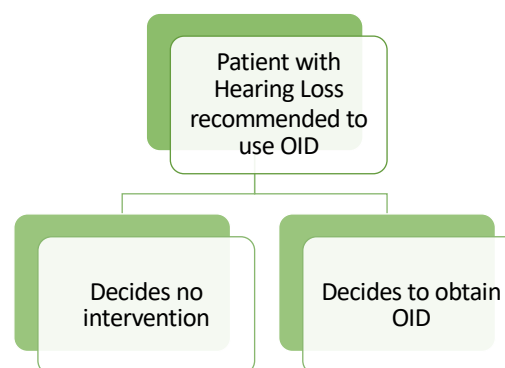 Patient with
Hearing Loss
recommended to
use OID
Decides no
intervention
Decides to obtain
OID